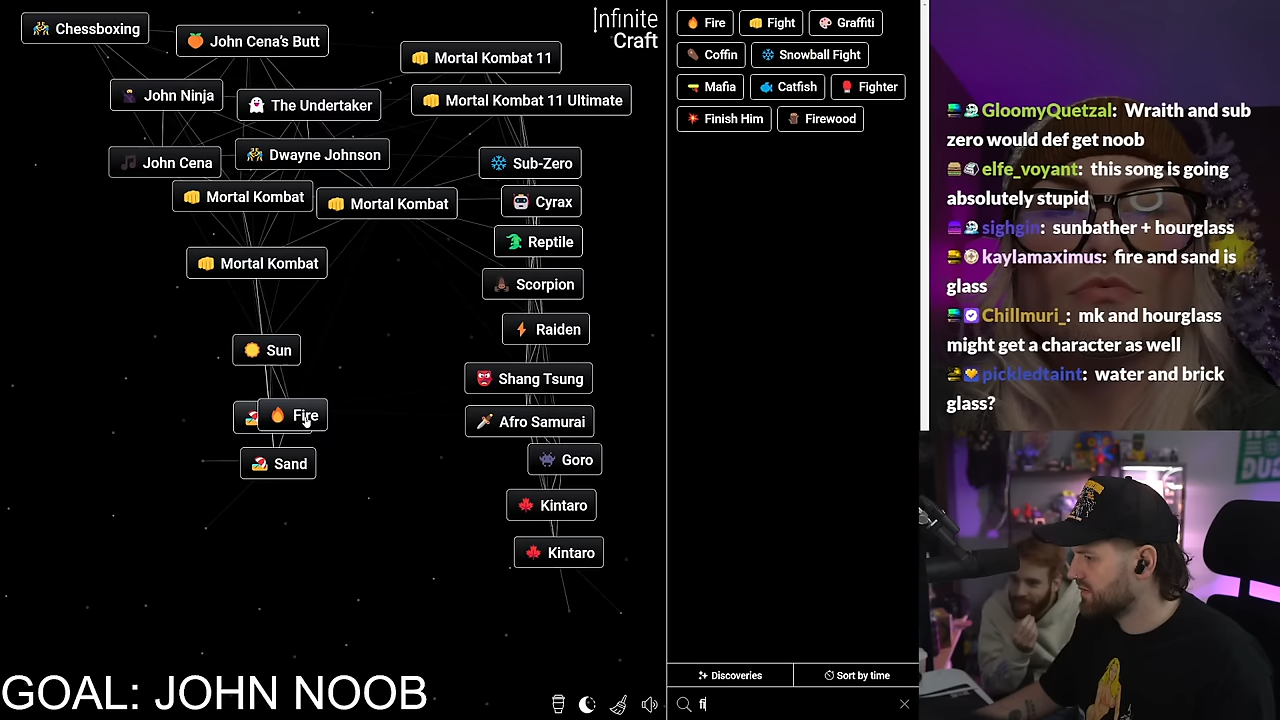 Chessboxing
John Cena's Butt
Mortal Kombat 11
Infinite
Craft
John Ninja
The Undertaker
Mortal Kombat 11 Ultimate
John Cena
Dwayne Johnson
Sub-Zero
Mortal Kombat
Mortal Kombat
Cyrax
Reptile
Mortal Kombat
Scorpion
Raiden
Sun
Shang Tsung
Fire
Afro Samurai
Sand
Goro
Kintaro
Kintaro
GOAL: JOHN NOOB
Fire
Fight
Graffiti
Coffin
Snowball Fight
Mafia
Catfish
Fighter
Finish Him
Firewood
Discoveries
Sort by time
fi
GloomyQuetzal: Wraith and sub
zero would def get noob
elfe_voyant: this song is going
absolutely stupid
sighgin: sunbather + hourglass
kaylamaximus: fire and sand is
glass
Chillmuri_: mk and hourglass
might get a character as well
pickledtaint: water and brick
glass?